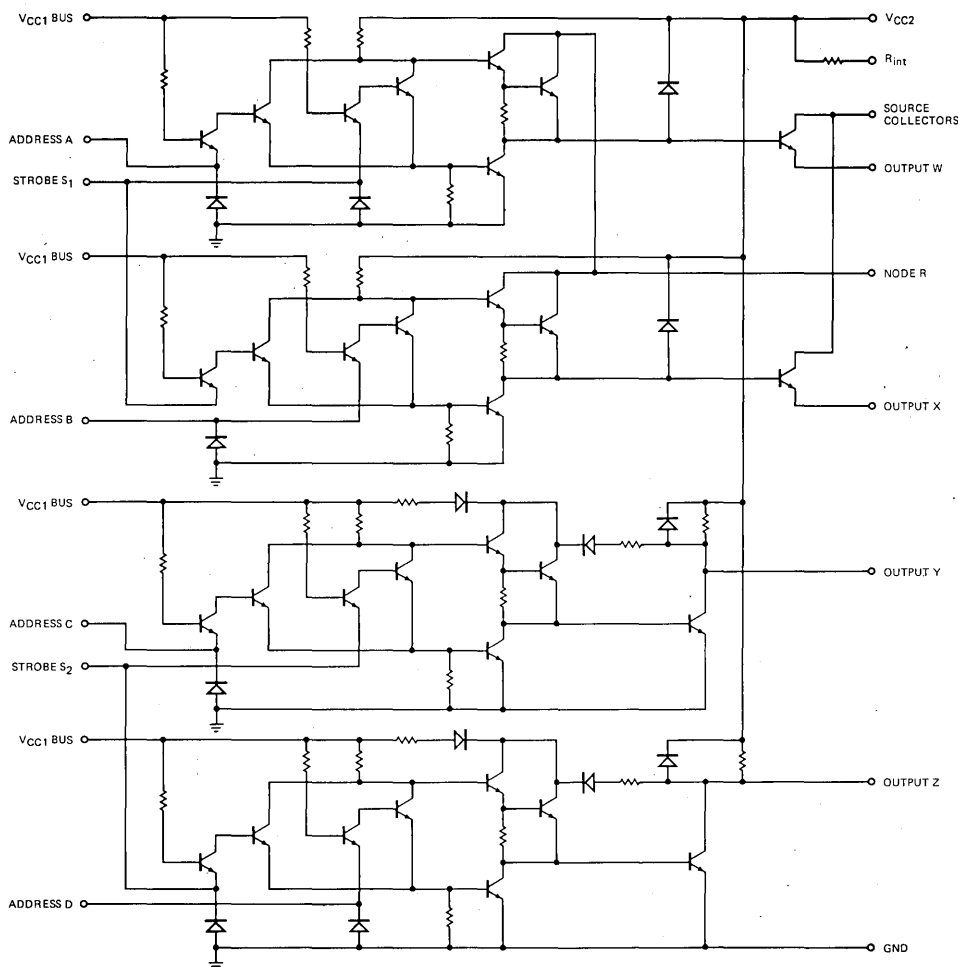 VCC1 BUS
VCC2
Rint
SOURCE
COLLECTORS
ADDRESS A
OUTPUT W
STROBE S1
VCC1 BUS
NODE R
ADDRESS B
OUTPUT X
VCC1 BUS
OUTPUT Y
ADDRESS C
STROBE S2
VCC1 BUS
OUTPUT Z
ADDRESS D
GND